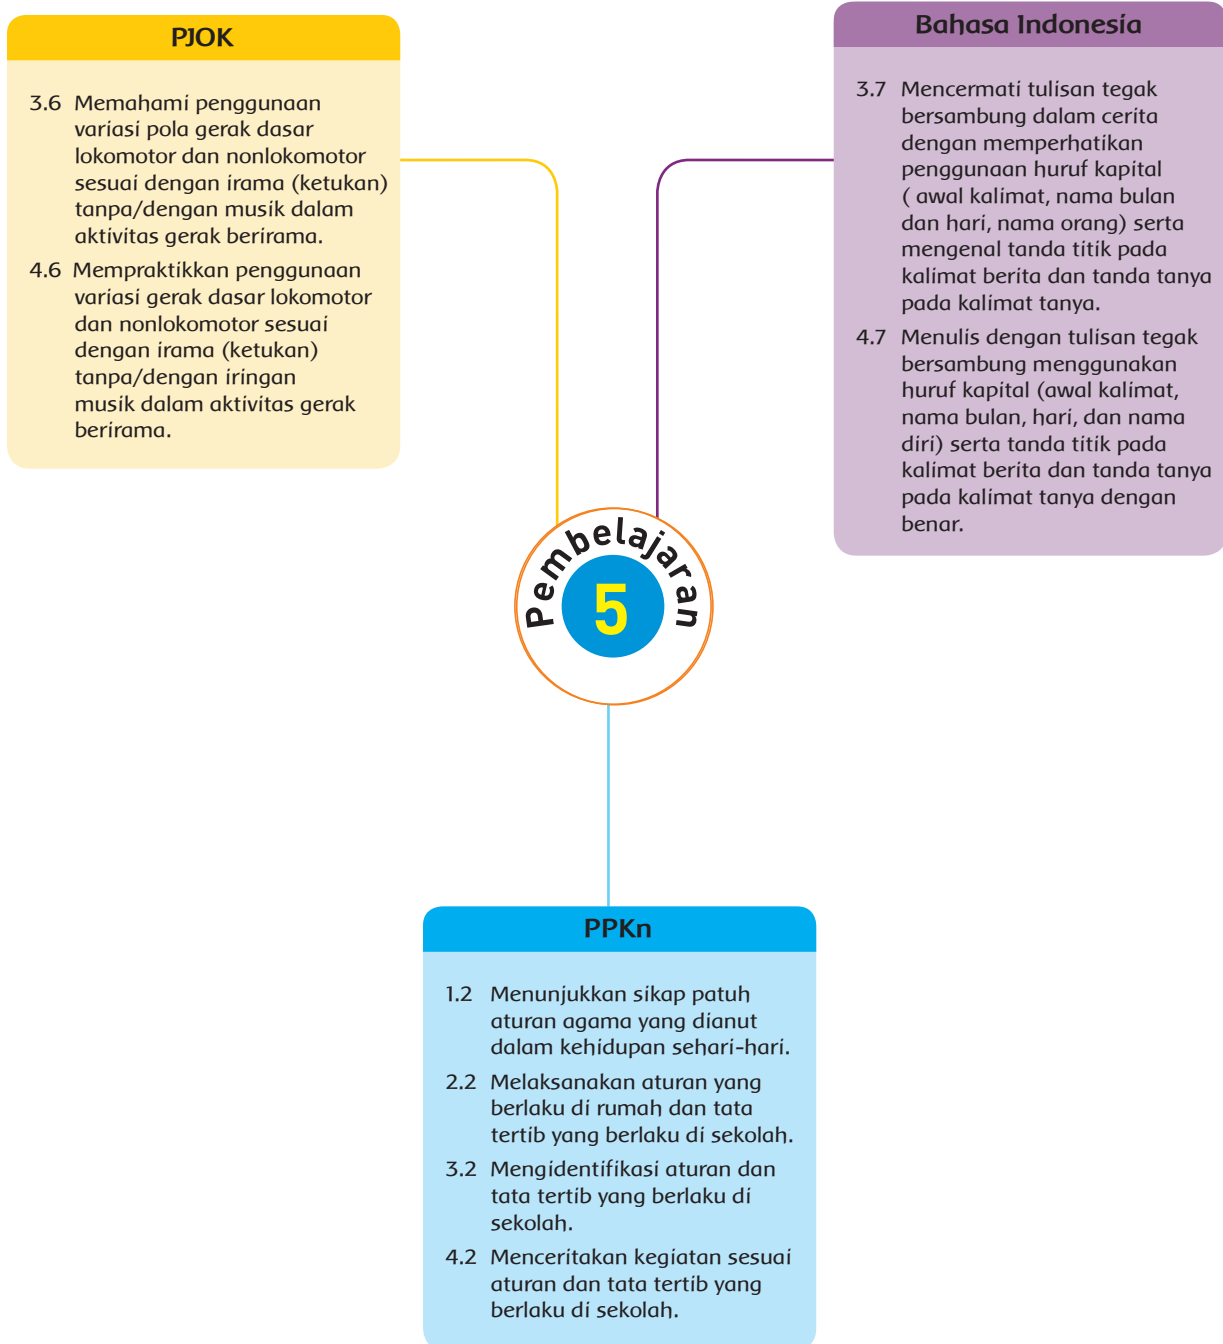 PJOK
3.6 Memahami penggunaan
variasi pola gerak dasar
lokomotor dan nonlokomotor
sesuai dengan irama (ketukan)
tanpa/dengan musik dalam
aktivitas gerak berirama.
4.6 Mempraktikkan penggunaan
variasi gerak dasar lokomotor
dan nonlokomotor sesuai
dengan irama (ketukan)
tanpa/dengan iringan
musik dalam aktivitas gerak
berirama.
Bahasa Indonesia
3.7 Mencermati tulisan tegak
bersambung dalam cerita
dengan memperhatikan
penggunaan huruf kapital
( awal kalimat, nama bulan
dan hari, nama orang) serta
mengenal tanda titik pada
kalimat berita dan tanda tanya
pada kalimat tanya.
4.7 Menulis dengan tulisan tegak
bersambung menggunakan
huruf kapital (awal kalimat,
nama bulan, hari, dan nama
diri) serta tanda titik pada
kalimat berita dan tanda tanya
pada kalimat tanya dengan
benar.
Pembelajaran
5
PPKn
1.2 Menunjukkan sikap patuh
aturan agama yang dianut
dalam kehidupan sehari-hari.
2.2 Melaksanakan aturan yang
berlaku di rumah dan tata
tertib yang berlaku di sekolah.
3.2 Mengidentifikasi aturan dan
tata tertib yang berlaku di
sekolah.
4.2 Menceritakan kegiatan sesuai
aturan dan tata tertib yang
berlaku di sekolah.